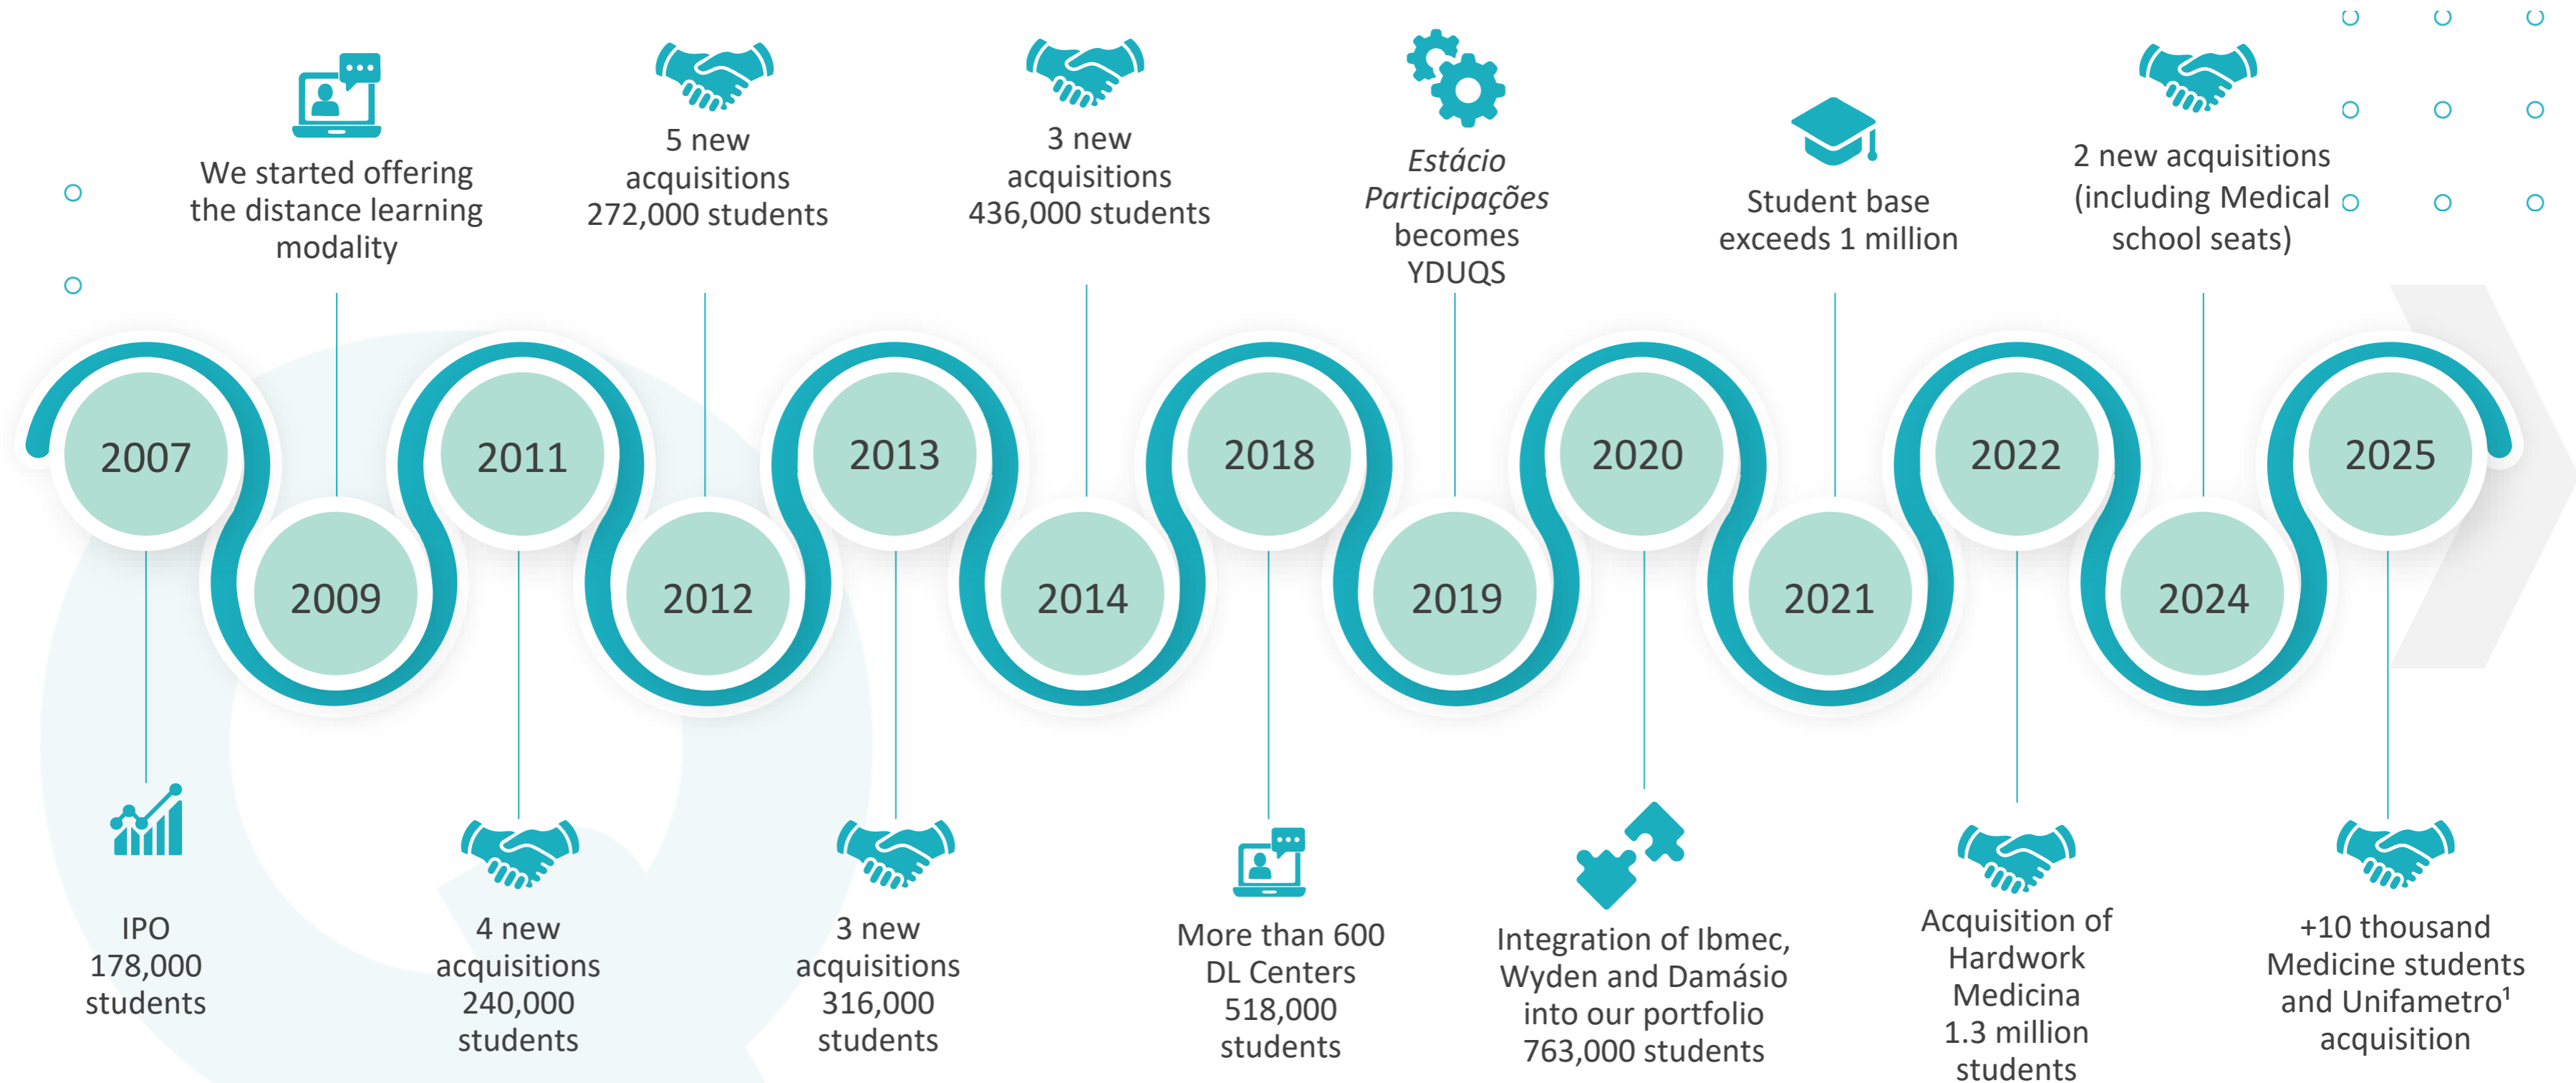 We started offering
the distance learning
modality
5 new
acquisitions
272,000 students
3 new
acquisitions
436,000 students
Estácio
Participações
becomes
YDUQS
Student base
exceeds 1 million
2 new acquisitions
(including Medical
school seats)
2007
2009
2011
2012
2013
2014
2018
2019
2020
2021
2022
2024
2025
IPO
178,000
students
4 new
acquisitions
240,000
students
3 new
acquisitions
316,000
students
More than 600
DL Centers
518,000
students
Integration of Ibmec,
Wyden and Damásio
into our portfolio
763,000 students
Acquisition of
Hardwork
Medicina
1.3 million
students
+10 thousand
Medicine students
and Unifametro¹
acquisition